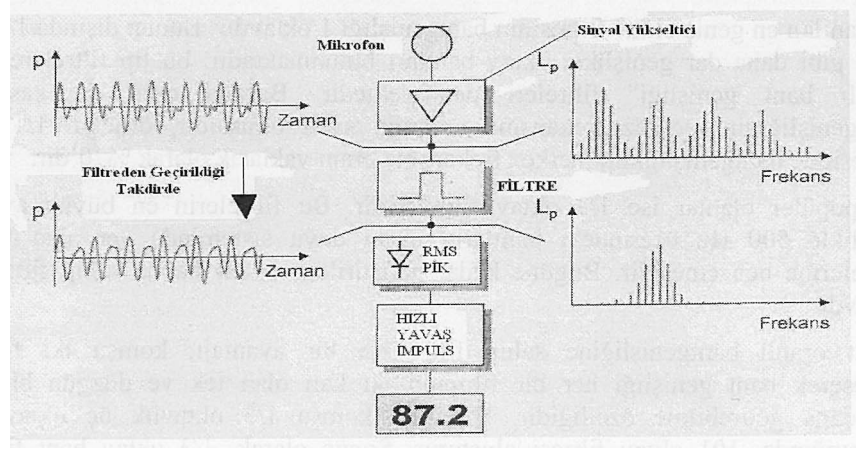 Mikrofon
Sinyal Yükseltici
p
Zaman
Lp
Frekans
Filtreden Geçirildiği
Takdirde
FİLTRE
p
Zaman
Lp
Frekans
RMS
PİK
HIZLI
YAVAŞ
İMPULS
87.2